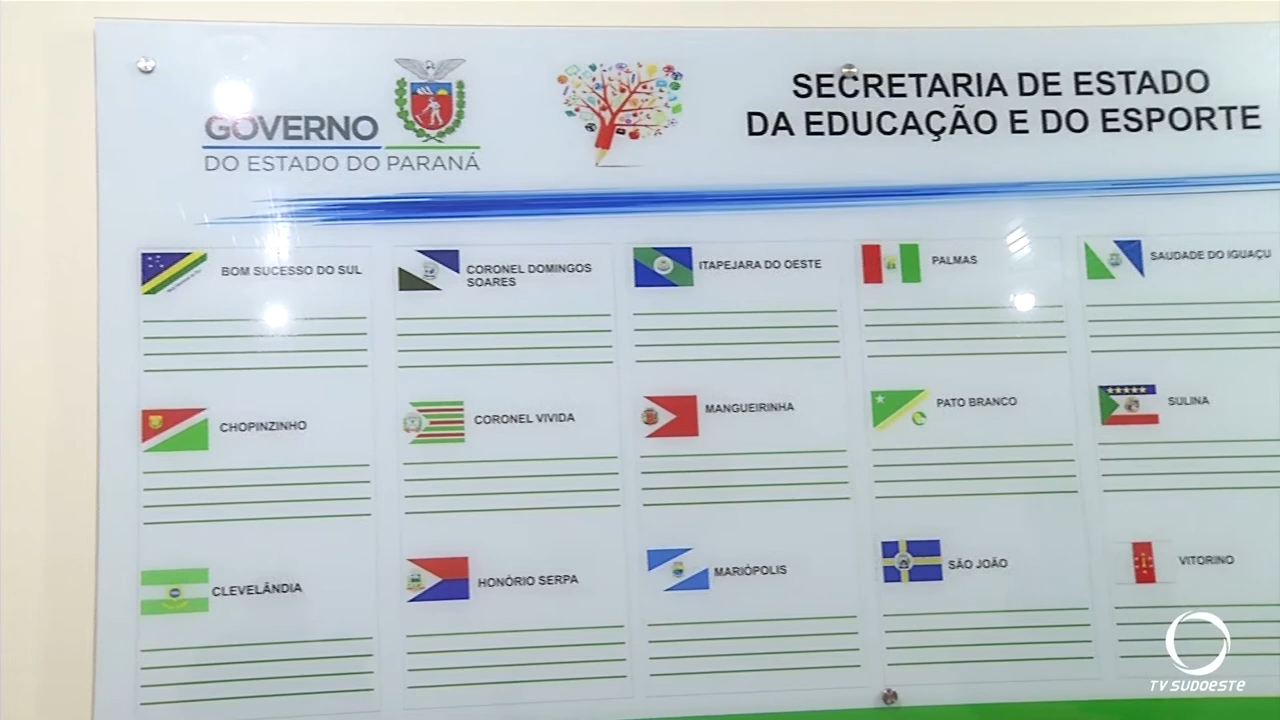 GOVERNO
DO ESTADO DO PARANÁ
SECRETARIA DE ESTADO
DA EDUCAÇÃO E DO ESPORTE
BOM SUCESSO DO SUL
CORONEL DOMINGOS
SOARES
ITAPEJARA DO OESTE
PALMAS
SAUDADE DO IGUAÇU
CHOPINZINHO
CORONEL VIVIDA
MANGUEIRINHA
PATO BRANCO
SULINA
CLEVELÂNDIA
HONÓRIO SERPA
MARIÓPOLIS
SÃO JOÃO
VITORINO
TV SUDOESTE